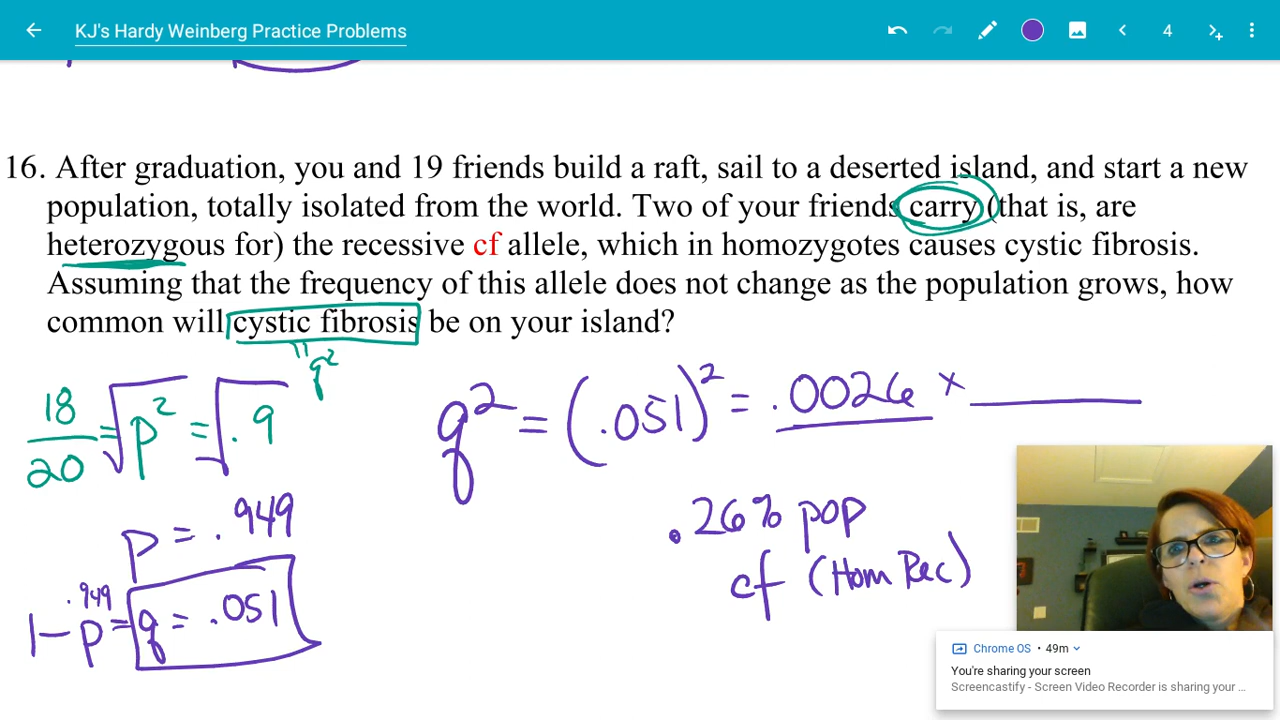 KJ's Hardy Weinberg Practice Problems
4
16. After graduation, you and 19 friends build a raft, sail to a deserted island, and start a new
population, totally isolated from the world. Two of your friends carry (that is, are
heterozygous for) the recessive cf allele, which in homozygotes causes cystic fibrosis.
Assuming that the frequency of this allele does not change as the population grows, how
common will cystic fibrosis be on your island?
" q²
18/20 = √p² = √.9
q² = (.051)² = .0026 × ____
p = .949
.26% pop
cf (Hom Rec)
.949
1-p = q = .051
Chrome OS • 49m
You're sharing your screen
Screencastify - Screen Video Recorder is sharing your ...